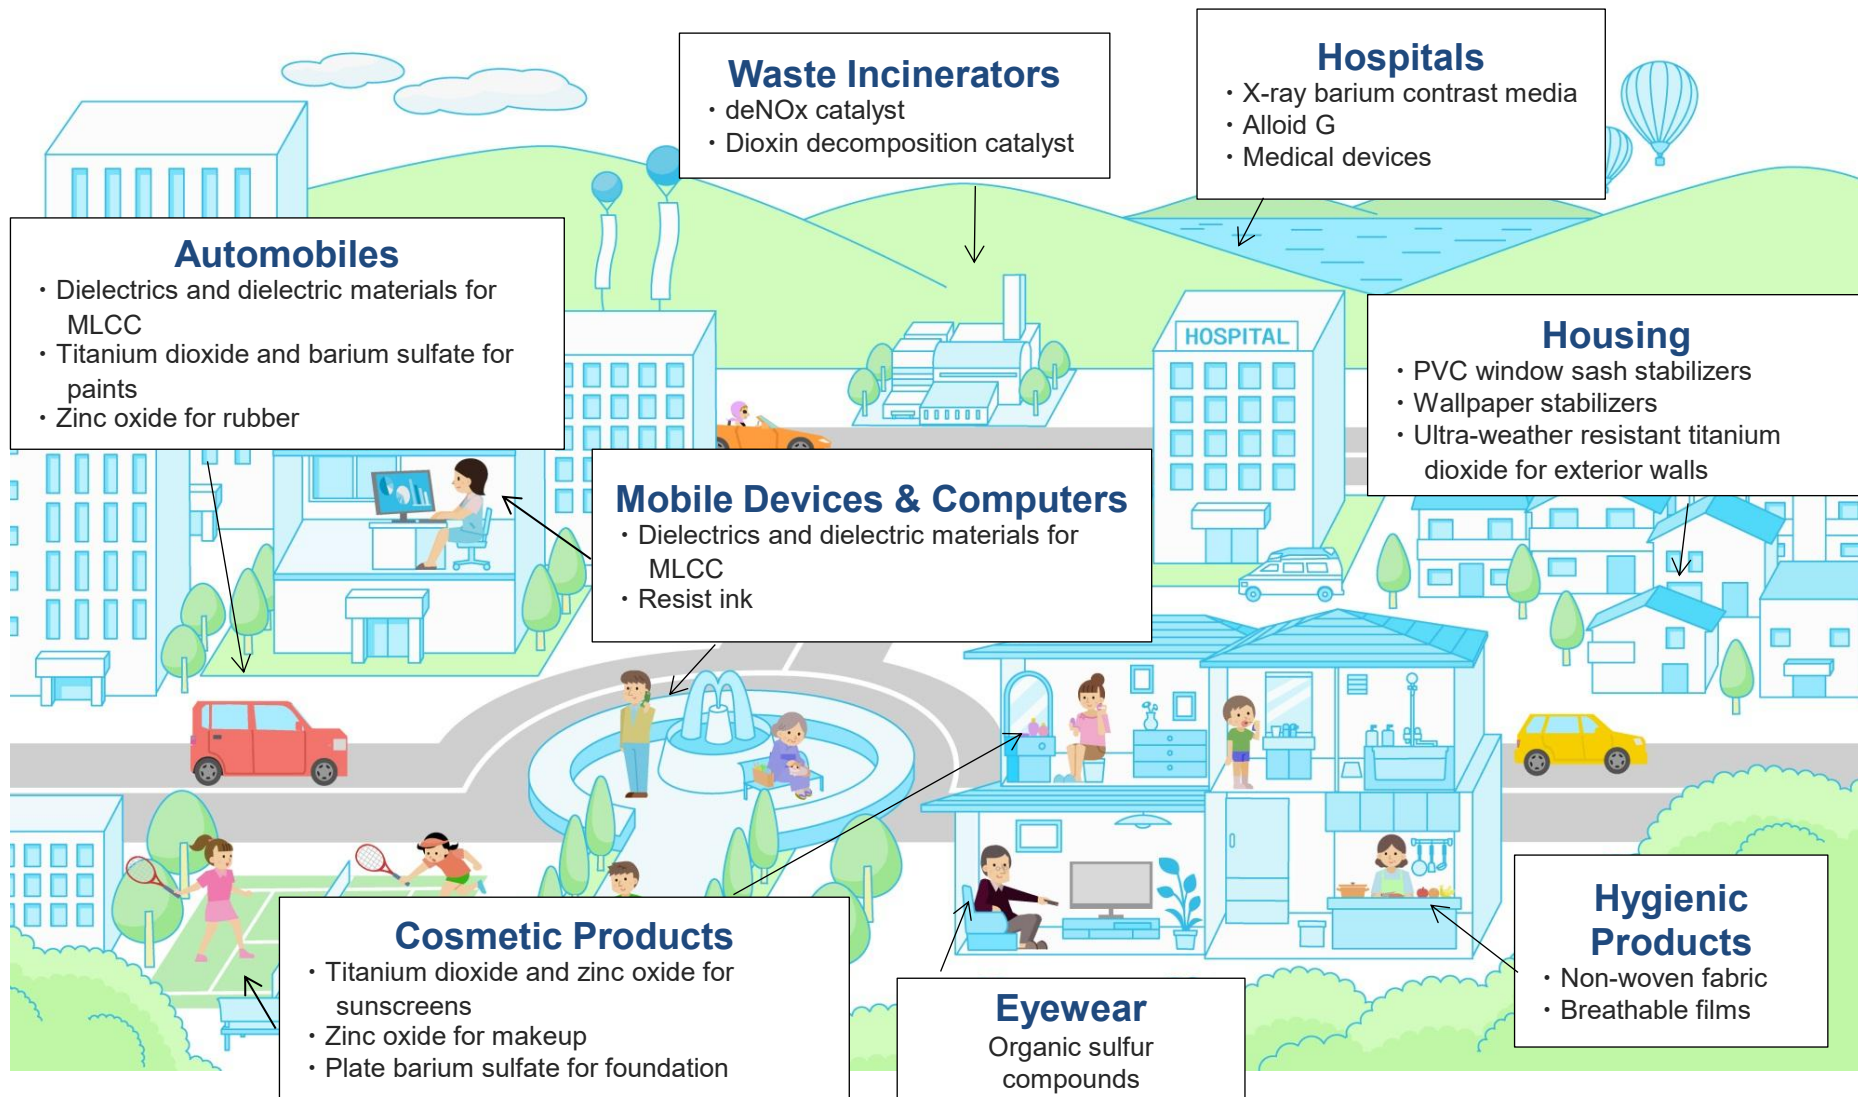 Waste Incinerators
・deNOx catalyst
・Dioxin decomposition catalyst
Hospitals
・X-ray barium contrast media
・Alloid G
・Medical devices
Automobiles
・Dielectrics and dielectric materials for
MLCC
・Titanium dioxide and barium sulfate for
paints
・Zinc oxide for rubber
HOSPITAL
Housing
・PVC window sash stabilizers
・Wallpaper stabilizers
・Ultra-weather resistant titanium
dioxide for exterior walls
Mobile Devices & Computers
・Dielectrics and dielectric materials for
MLCC
・Resist ink
Cosmetic Products
・Titanium dioxide and zinc oxide for
sunscreens
・Zinc oxide for makeup
・Plate barium sulfate for foundation
Eyewear
Organic sulfur
compounds
Hygienic
Products
・Non-woven fabric
・Breathable films